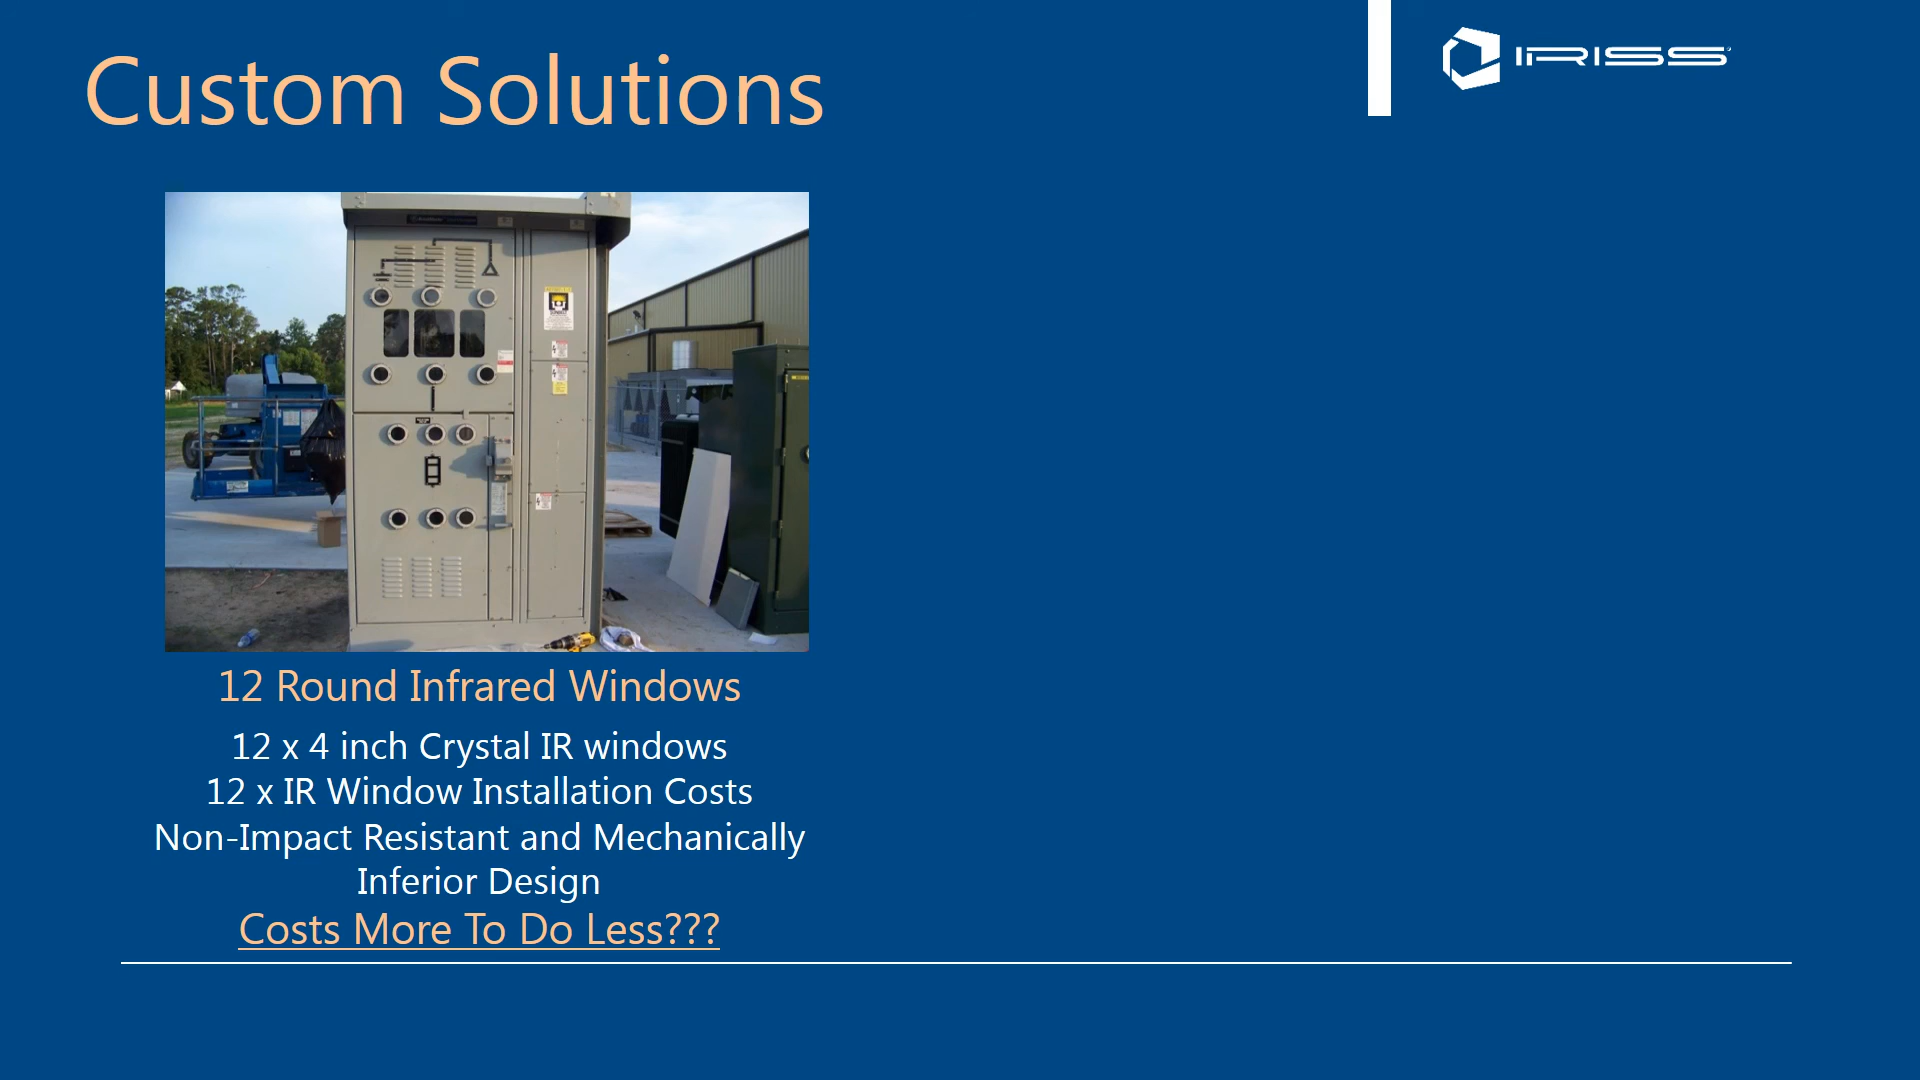 Custom Solutions
IRISS
12 Round Infrared Windows
12 x 4 inch Crystal IR windows
12 x IR Window Installation Costs
Non-Impact Resistant and Mechanically
Inferior Design
Costs More To Do Less???